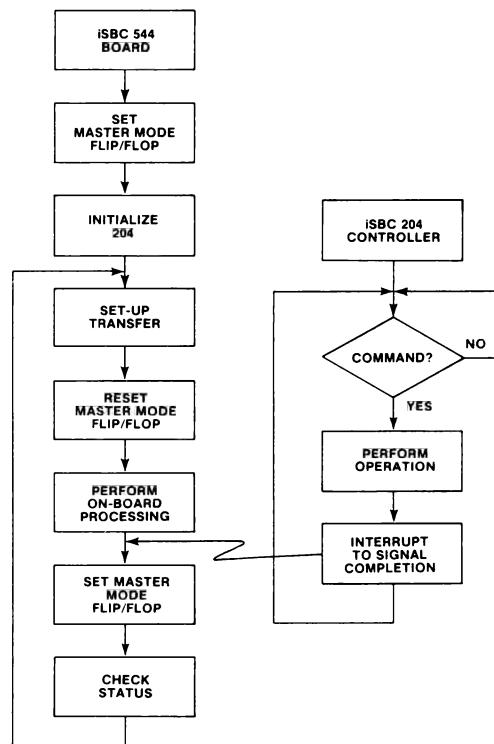 iSBC 544
BOARD
SET
MASTER MODE
FLIP/FLOP
INITIALIZE
204
SET-UP
TRANSFER
RESET
MASTER MODE
FLIP/FLOP
PERFORM
ON-BOARD
PROCESSING
SET MASTER
MODE
FLIP/FLOP
CHECK
STATUS
iSBC 204
CONTROLLER
COMMAND?
NO
YES
PERFORM
OPERATION
INTERRUPT
TO SIGNAL
COMPLETION